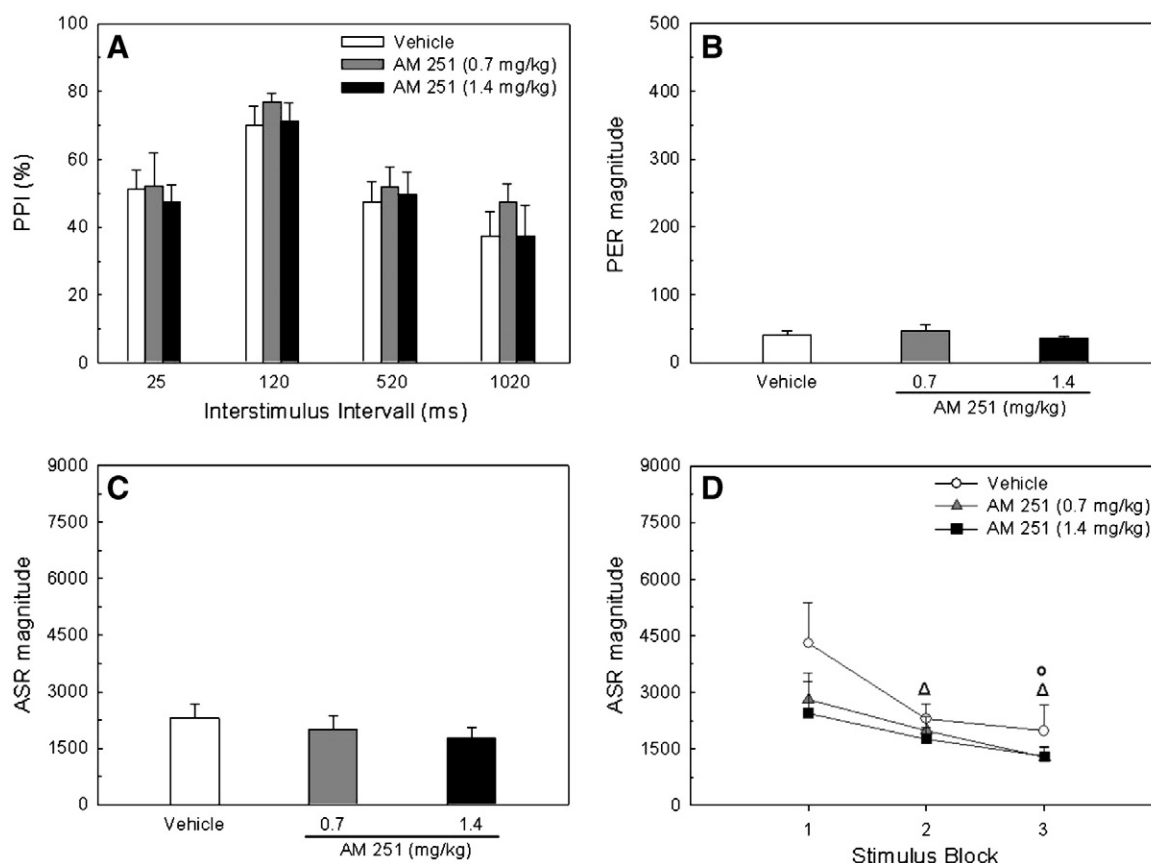 A
Vehicle
AM 251 (0.7 mg/kg)
AM 251 (1.4 mg/kg)
100
80
60
40
20
0
PPI (%)
25 120 520 1020
Interstimulus Intervall (ms)
B
500
400
300
200
100
0
PER magnitude
Vehicle 0.7 1.4
AM 251 (mg/kg)
C
9000
7500
6000
4500
3000
1500
0
ASR magnitude
Vehicle 0.7 1.4
AM 251 (mg/kg)
D
Vehicle
AM 251 (0.7 mg/kg)
AM 251 (1.4 mg/kg)
9000
7500
6000
4500
3000
1500
0
ASR magnitude
Δ
Δ
1 2 3
Stimulus Block